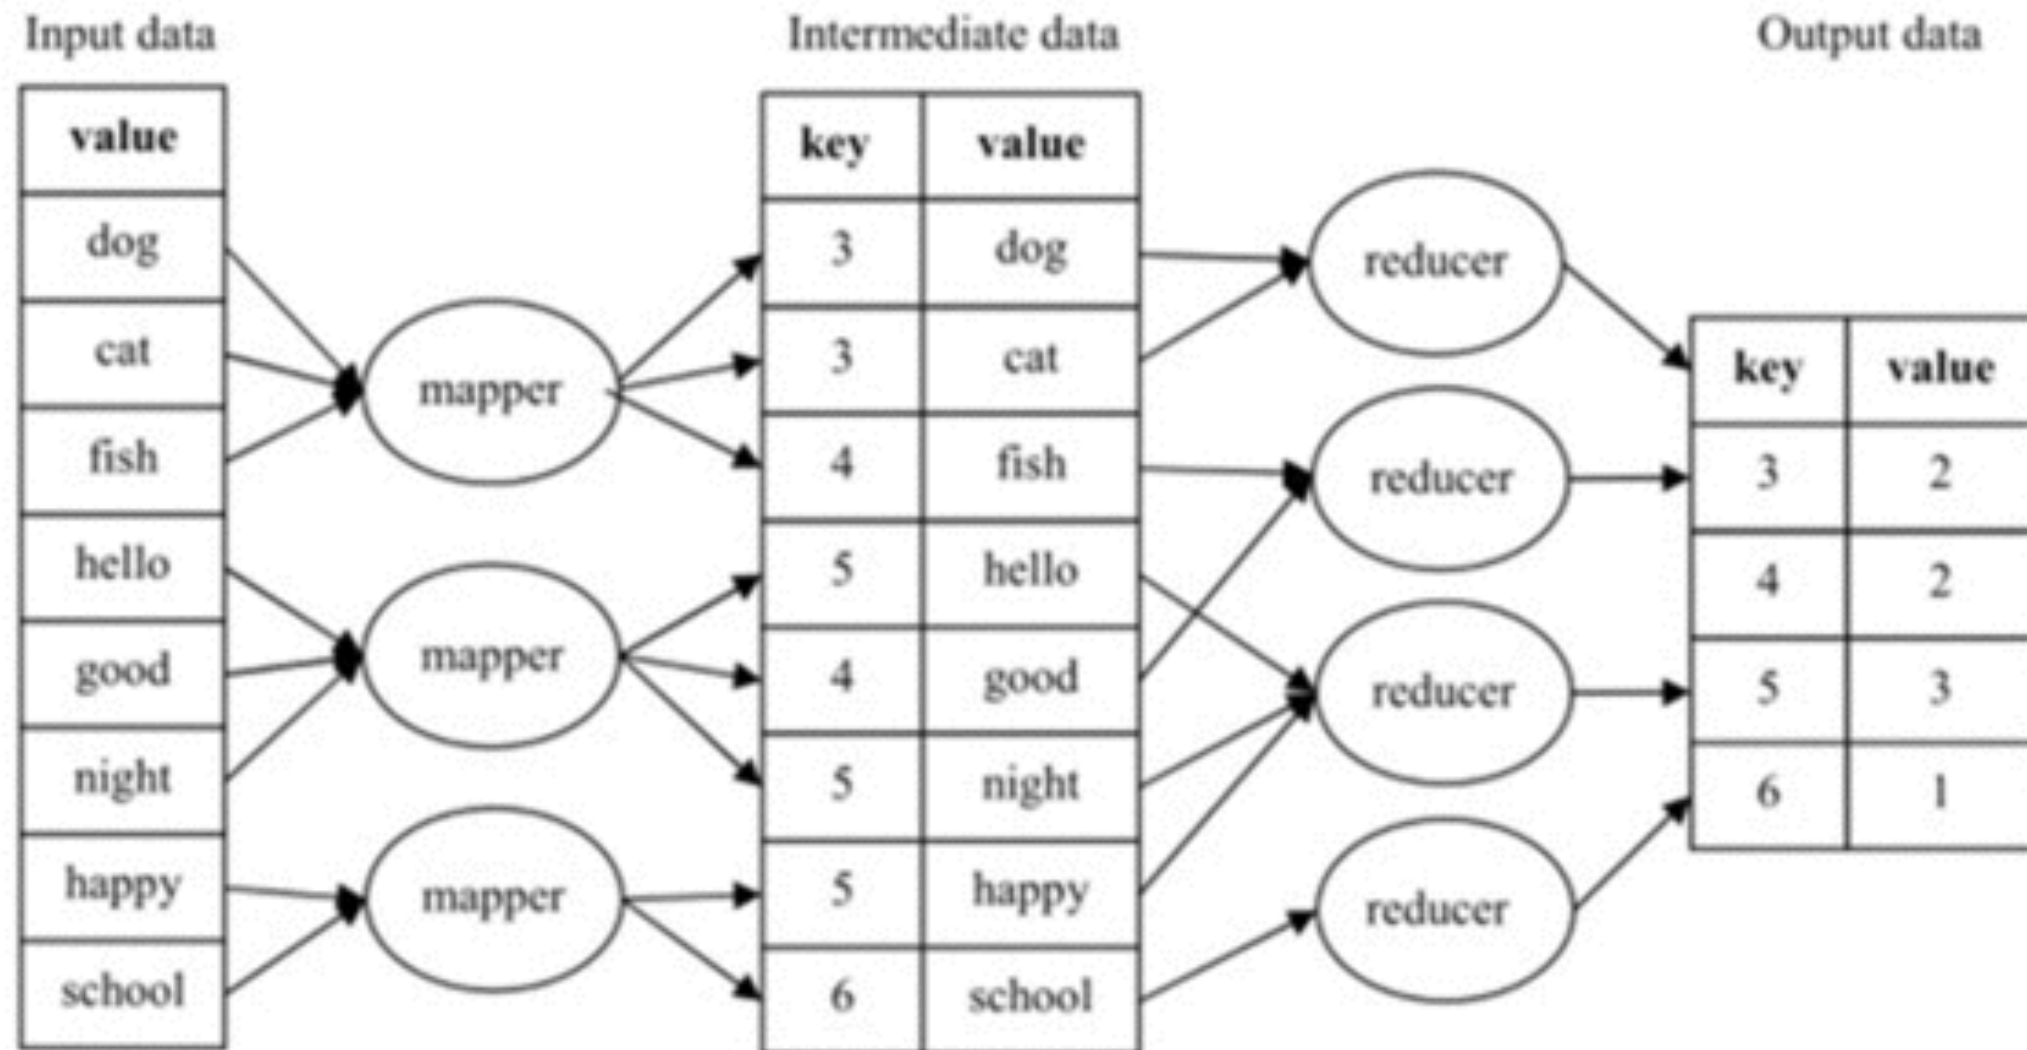 Input data
value
dog
cat
fish
hello
good
night
happy
school
mapper
mapper
mapper
Intermediate data
key value
3 dog
3 cat
4 fish
5 hello
4 good
5 night
5 happy
6 school
reducer
reducer
reducer
reducer
Output data
key value
3 2
4 2
5 3
6 1